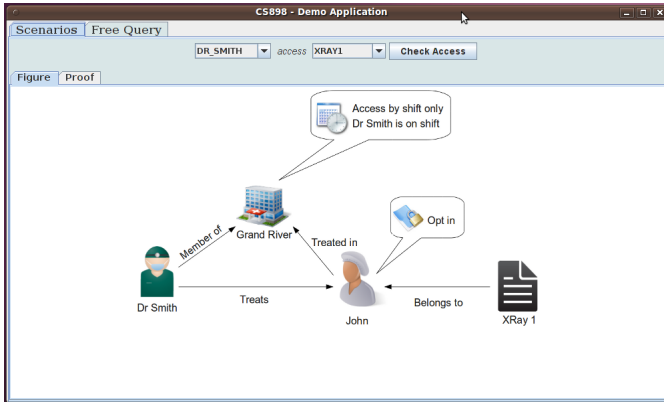 CS898 - Demo Application
Scenarios Free Query
DR_SMITH access XRAY1 Check Access
Figure Proof
Access by shift only
Dr Smith is on shift
Grand River
Member of
Treated in
Opt in
Dr Smith
Treats
John
Belongs to
XRay 1